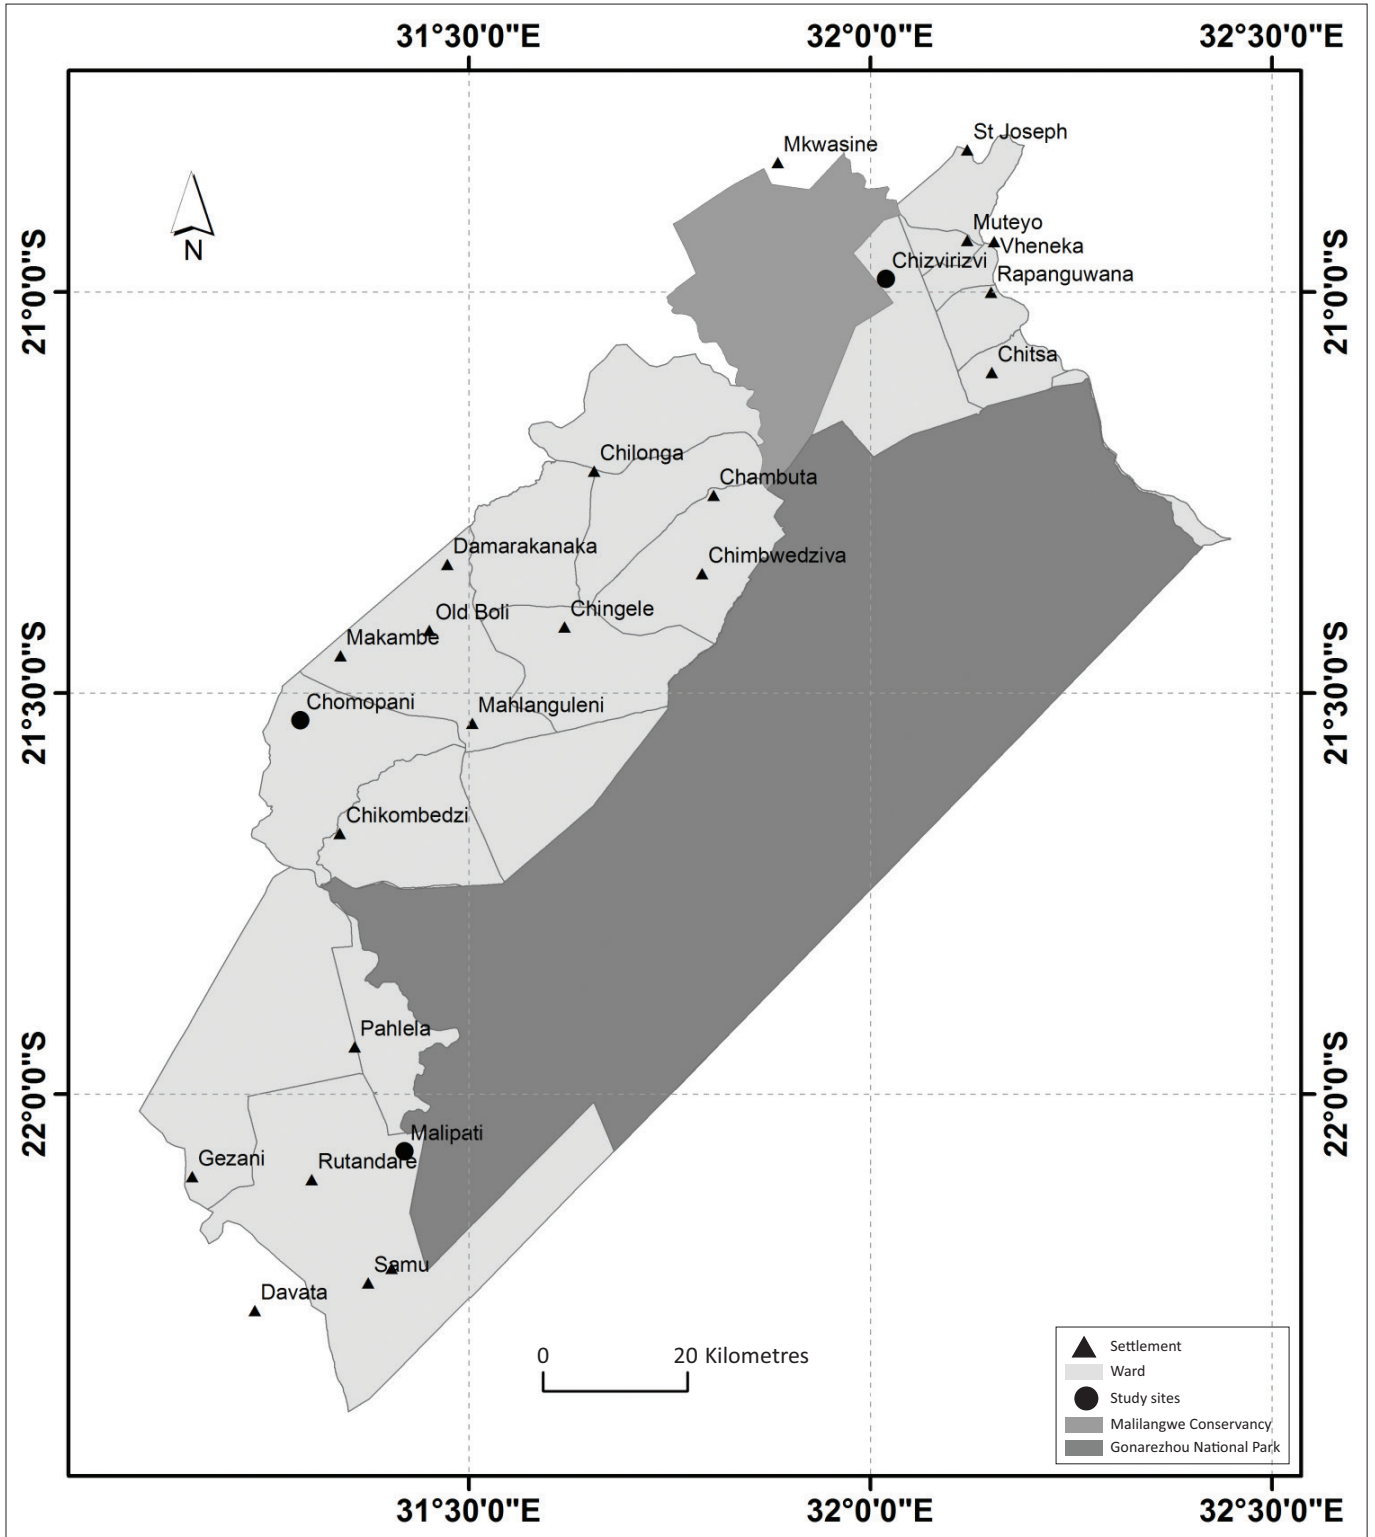 31°30'0"E 32°0'0"E 32°30'0"E
St Joseph
Mkwasine
N
Muteyo
Vheneka
Chizvirizvi
Rapanguwana
21°0'0"S
21°0'0"S
Chitsa
Chilonga
Chambuta
Damarakanaka
Chimbwedziva
Old Boli
Chingele
Makambe
21°30'0"S
21°30'0"S
Chomopani
Mahlanguleni
Chikombedzi
Pahlela
22°0'0"S
22°0'0"S
Malipati
Gezani
Rutandare
Samu
Davata
0 20 Kilometres
Settlement
Ward
Study sites
Malilangwe Conservancy
Gonarezhou National Park
31°30'0"E 32°0'0"E 32°30'0"E